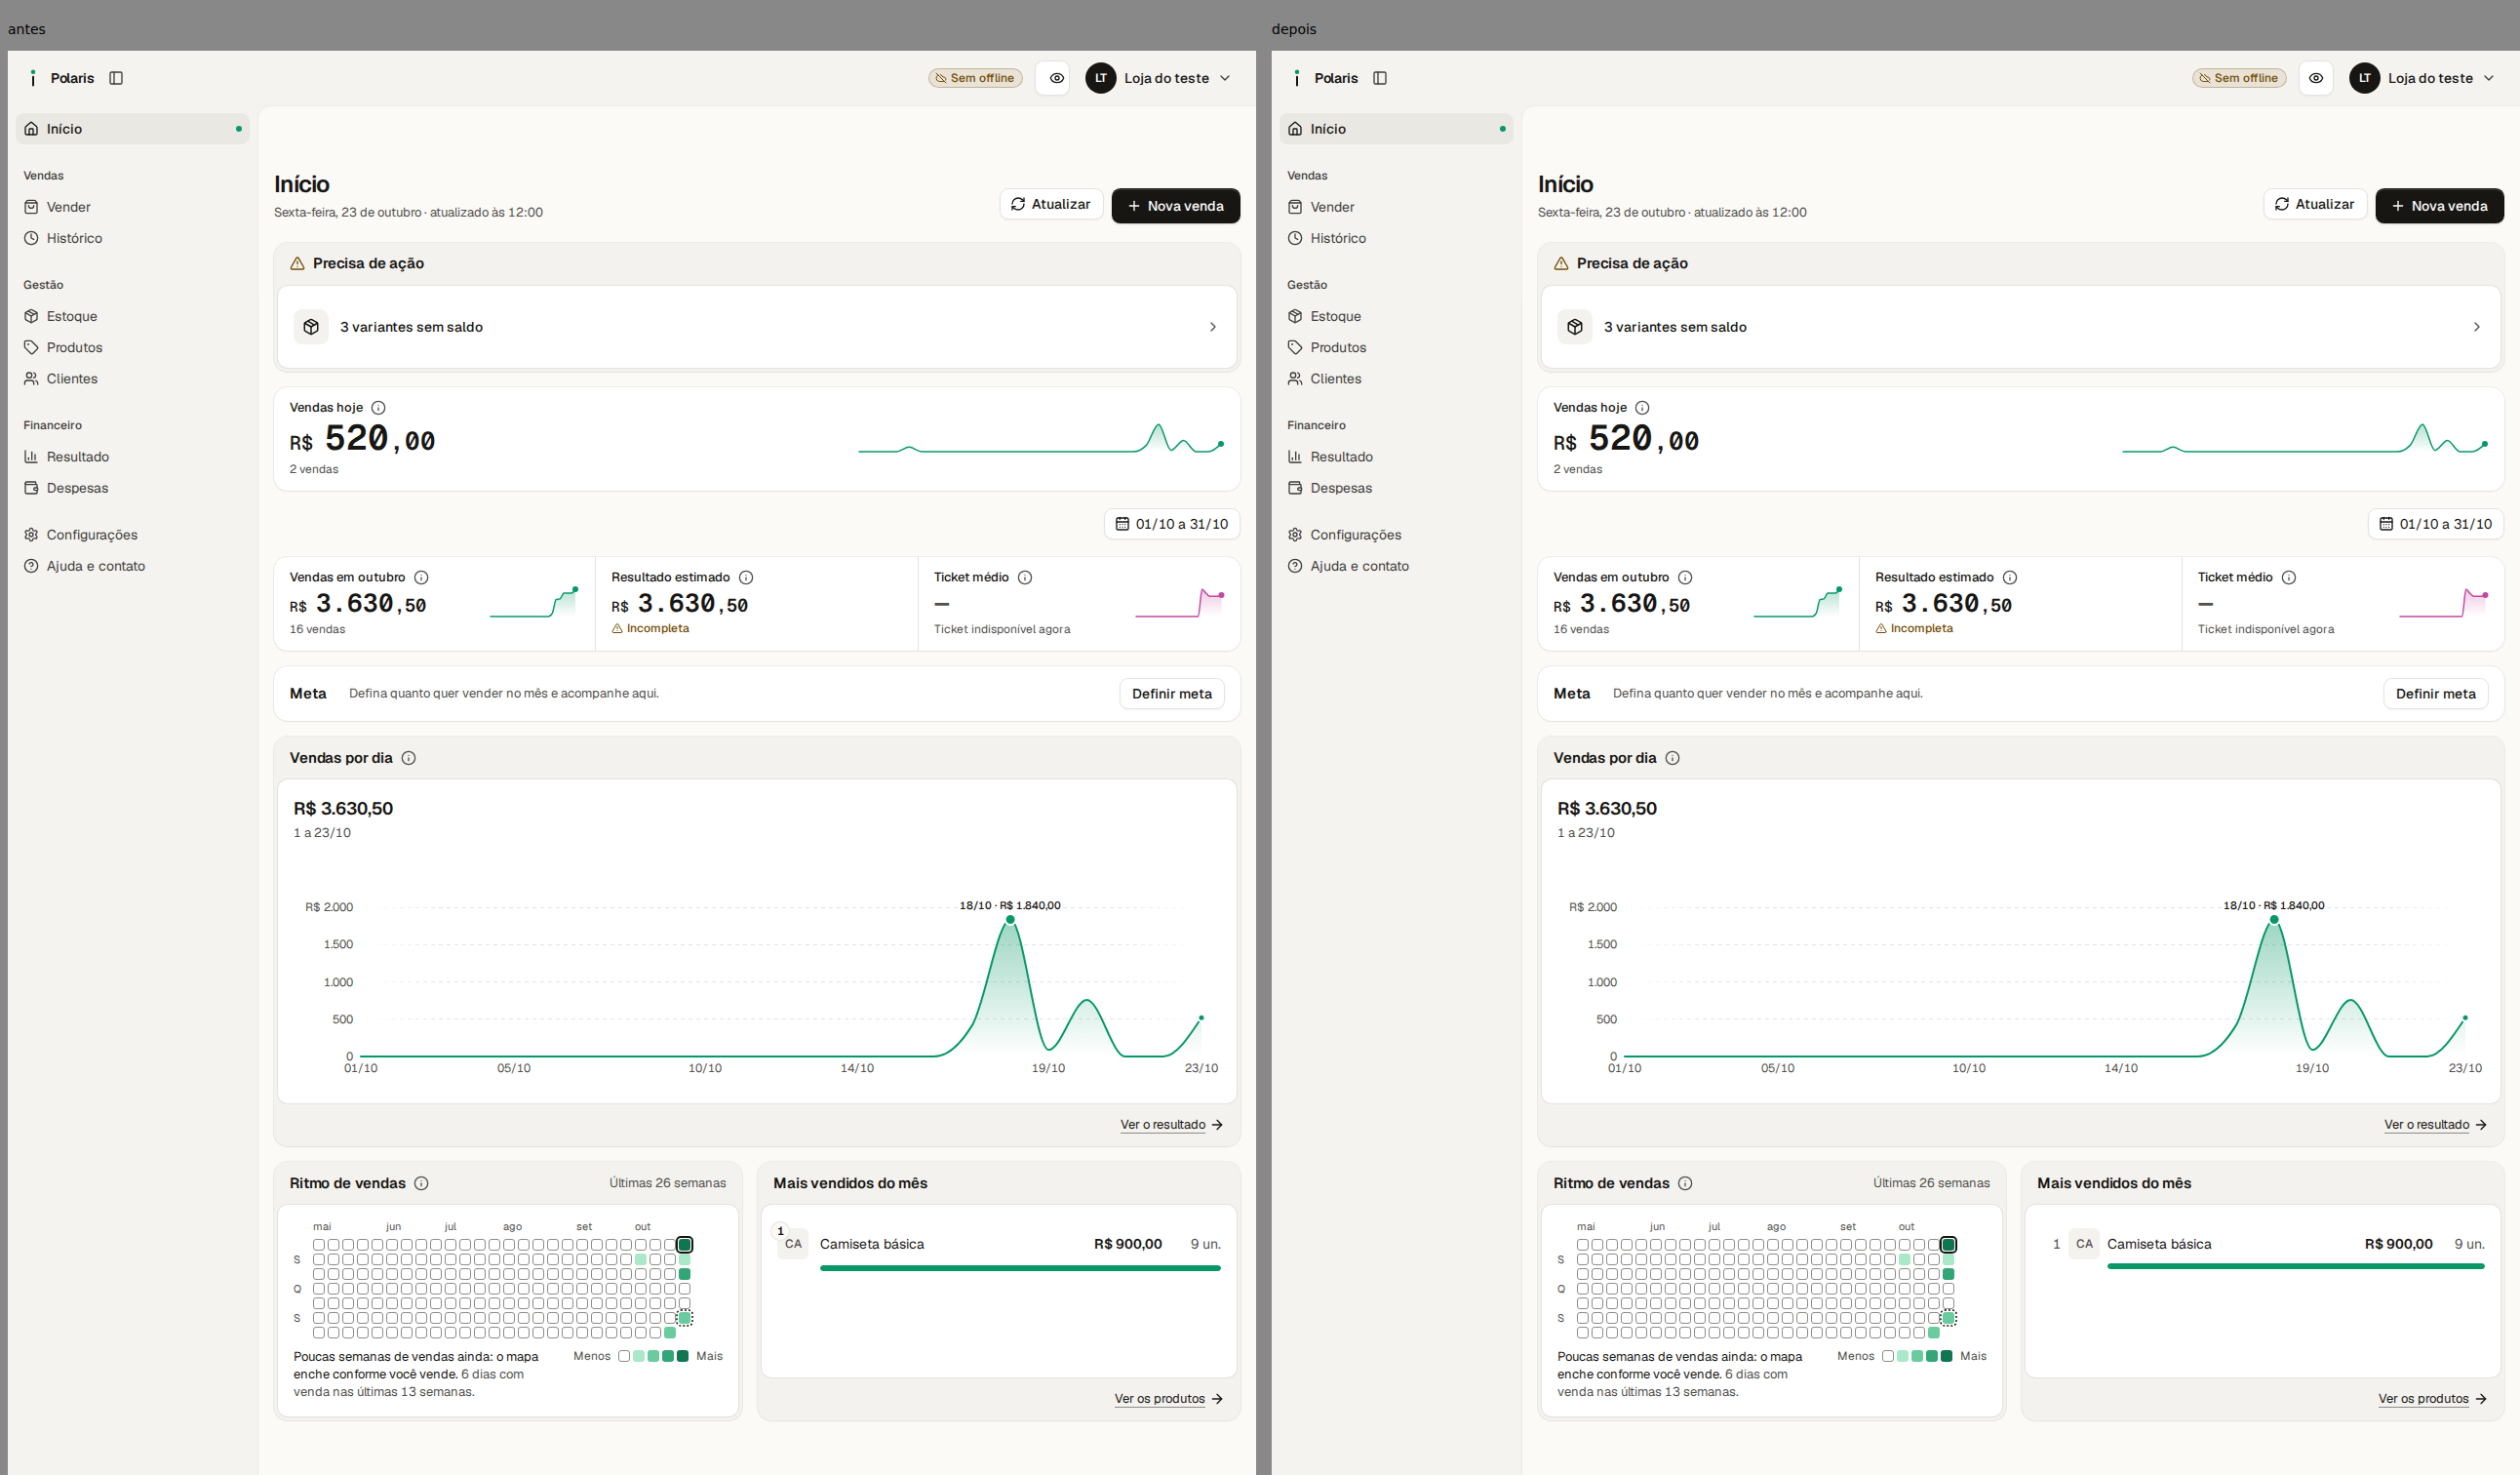 antes
Polaris
Sem offline
LT
Loja do teste
Início
Vendas
Vender
Histórico
Gestão
Estoque
Produtos
Clientes
Financeiro
Resultado
Despesas
Configurações
Ajuda e contato
Início
Sexta-feira, 23 de outubro · atualizado às 12:00
Atualizar
Nova venda
Precisa de ação
3 variantes sem saldo
Vendas hoje
R$ 520,00
2 vendas
01/10 a 31/10
Vendas em outubro
R$ 3.630,50
16 vendas
Resultado estimado
R$ 3.630,50
Incompleta
Ticket médio
—
Ticket indisponível agora
Meta
Defina quanto quer vender no mês e acompanhe aqui.
Definir meta
Vendas por dia
R$ 3.630,50
1 a 23/10
18/10 · R$ 1.840,00
R$ 2.000
1.500
1.000
500
0
01/10 05/10 10/10 14/10 19/10 23/10
Ver o resultado
Ritmo de vendas
Últimas 26 semanas
mai jun jul ago set out
S
Q
S
Poucas semanas de vendas ainda: o mapa
enche conforme você vende. 6 dias com
venda nas últimas 13 semanas.
Menos
Mais
Mais vendidos do mês
1
CA
Camiseta básica
R$ 900,00
9 un.
Ver os produtos
depois
Polaris
Sem offline
LT
Loja do teste
Início
Vendas
Vender
Histórico
Gestão
Estoque
Produtos
Clientes
Financeiro
Resultado
Despesas
Configurações
Ajuda e contato
Início
Sexta-feira, 23 de outubro · atualizado às 12:00
Atualizar
Nova venda
Precisa de ação
3 variantes sem saldo
Vendas hoje
R$ 520,00
2 vendas
01/10 a 31/10
Vendas em outubro
R$ 3.630,50
16 vendas
Resultado estimado
R$ 3.630,50
Incompleta
Ticket médio
—
Ticket indisponível agora
Meta
Defina quanto quer vender no mês e acompanhe aqui.
Definir meta
Vendas por dia
R$ 3.630,50
1 a 23/10
18/10 · R$ 1.840,00
R$ 2.000
1.500
1.000
500
0
01/10 05/10 10/10 14/10 19/10 23/10
Ver o resultado
Ritmo de vendas
Últimas 26 semanas
mai jun jul ago set out
S
Q
S
Poucas semanas de vendas ainda: o mapa
enche conforme você vende. 6 dias com
venda nas últimas 13 semanas.
Menos
Mais
Mais vendidos do mês
1
CA
Camiseta básica
R$ 900,00
9 un.
Ver os produtos